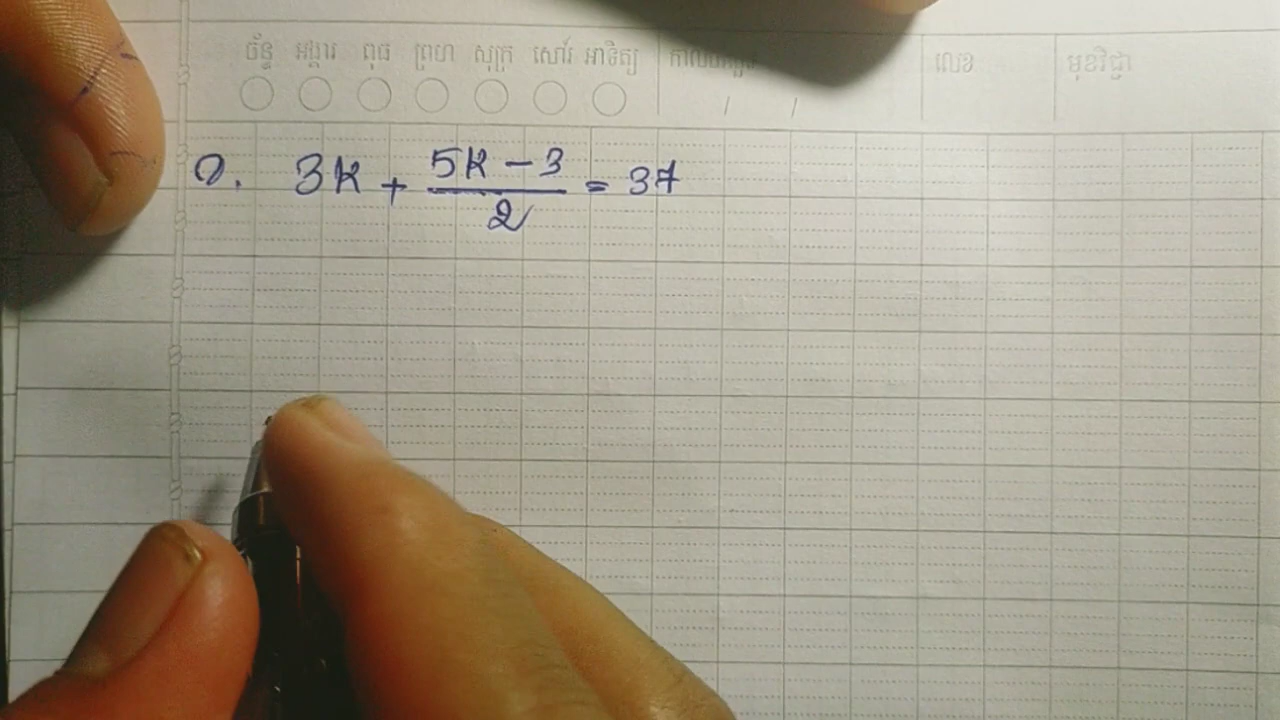 ច័ន្ទ អង្គារ ពុធ ព្រហ សុក្រ សៅរ៍ អាទិត្យ លេខ មុខវិជ្ជា
/ /
១. 3k + (5k - 3)/2 = 37